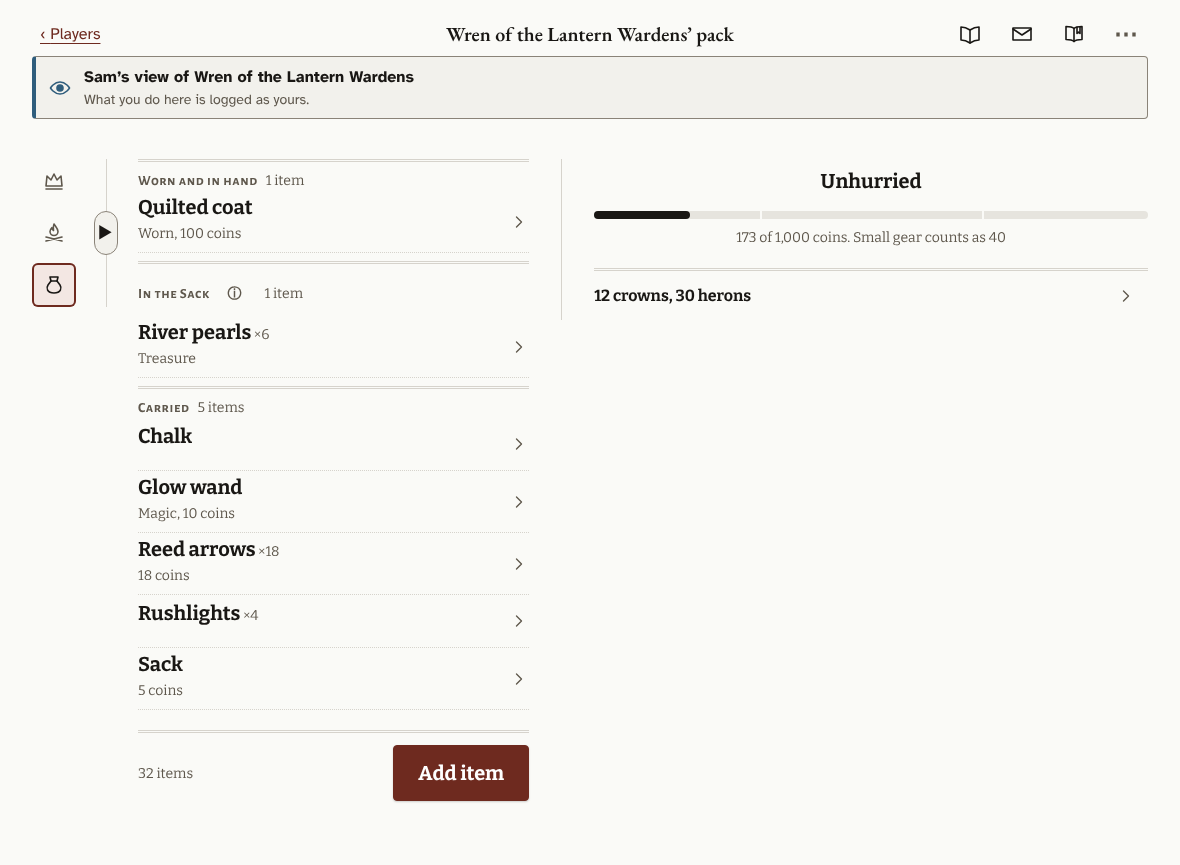 ‹ Players
Wren of the Lantern Wardens’ pack
Sam’s view of Wren of the Lantern Wardens
What you do here is logged as yours.
Worn and in hand 1 item
Quilted coat
Worn, 100 coins
In the Sack 1 item
River pearls ×6
Treasure
Carried 5 items
Chalk
Glow wand
Magic, 10 coins
Reed arrows ×18
18 coins
Rushlights ×4
Sack
5 coins
32 items
Add item
Unhurried
173 of 1,000 coins. Small gear counts as 40
12 crowns, 30 herons